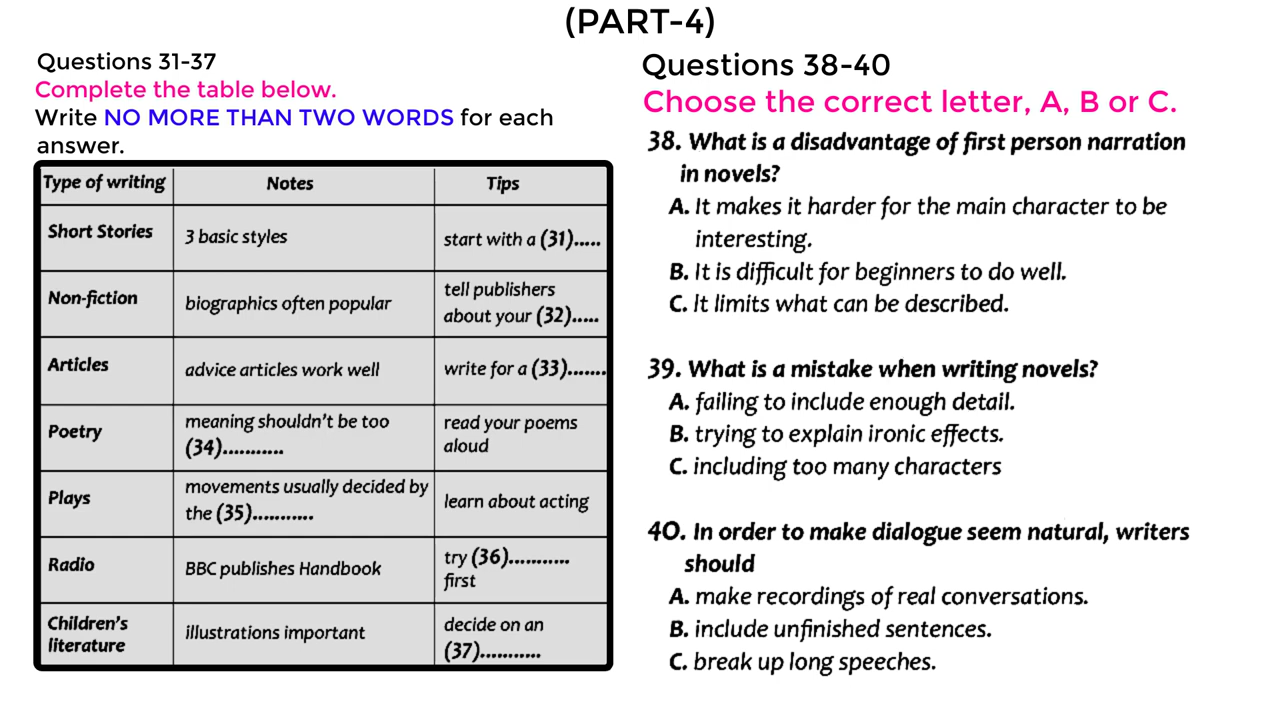 (PART-4)
Questions 31-37
Complete the table below.
Write NO MORE THAN TWO WORDS for each
answer.
Type of writing Notes Tips
Short Stories 3 basic styles start with a (31).....
Non-fiction biographics often popular tell publishers
about your (32).....
Articles advice articles work well write for a (33).......
Poetry meaning shouldn't be too
(34)........... read your poems
aloud
Plays movements usually decided by
the (35)........... learn about acting
Radio BBC publishes Handbook try (36)...........
first
Children's
literature illustrations important decide on an
(37)...........
Questions 38-40
Choose the correct letter, A, B or C.
38. What is a disadvantage of first person narration
in novels?
A. It makes it harder for the main character to be
interesting.
B. It is difficult for beginners to do well.
C. It limits what can be described.
39. What is a mistake when writing novels?
A. failing to include enough detail.
B. trying to explain ironic effects.
C. including too many characters
40. In order to make dialogue seem natural, writers
should
A. make recordings of real conversations.
B. include unfinished sentences.
C. break up long speeches.